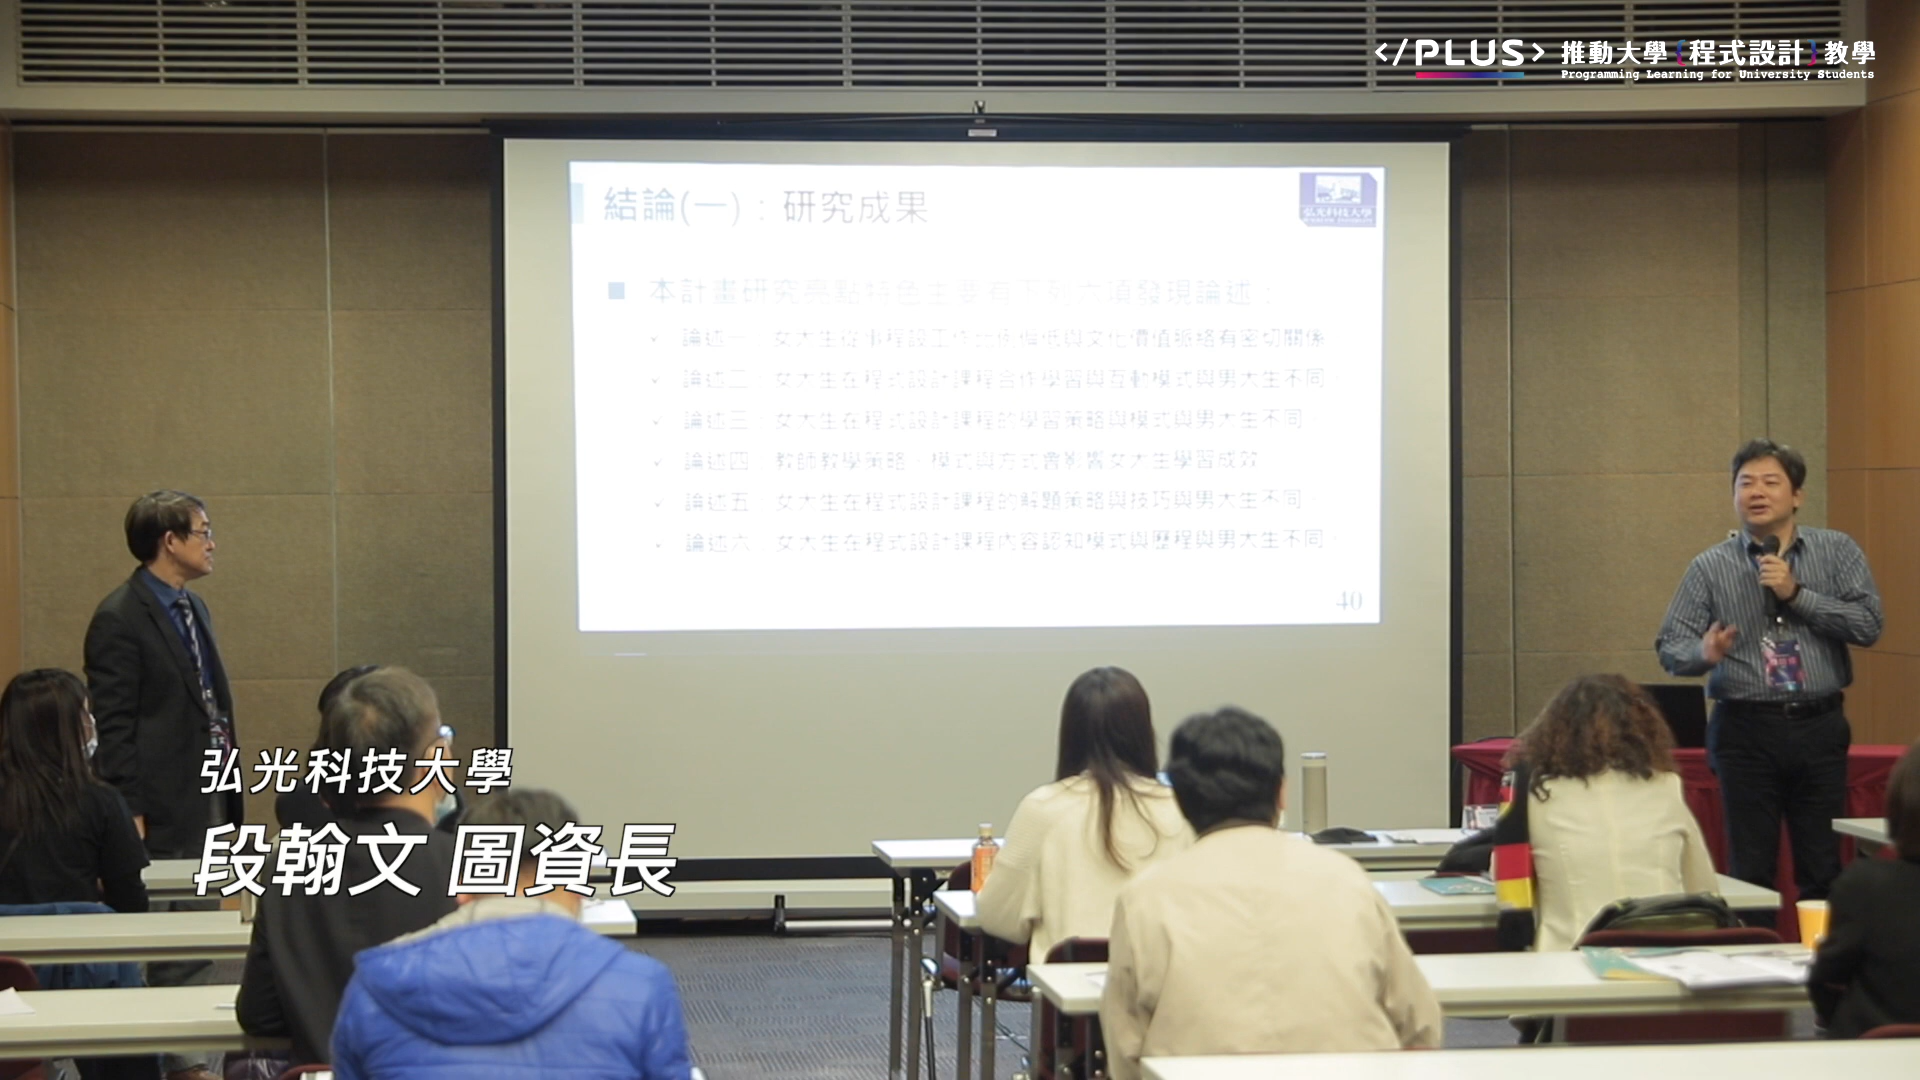 </PLUS> 推動大學{程式設計}教學
Programming Learning for University Students
結論(一)：研究成果
弘光科技大學
本計畫研究亮點特色主要有下列六項發現論述：
論述一：女大生從事程設工作比例偏低與文化價值脈絡有密切關係
論述二：女大生在程式設計課程合作學習與互動模式與男大生不同。
論述三：女大生在程式設計課程的學習策略與模式與男大生不同。
論述四：教師教學策略、模式與方式會影響女大生學習成效
論述五：女大生在程式設計課程的解題策略與技巧與男大生不同。
論述六：女大生在程式設計課程內容認知模式與歷程與男大生不同。
40
弘光科技大學
段翰文 圖資長